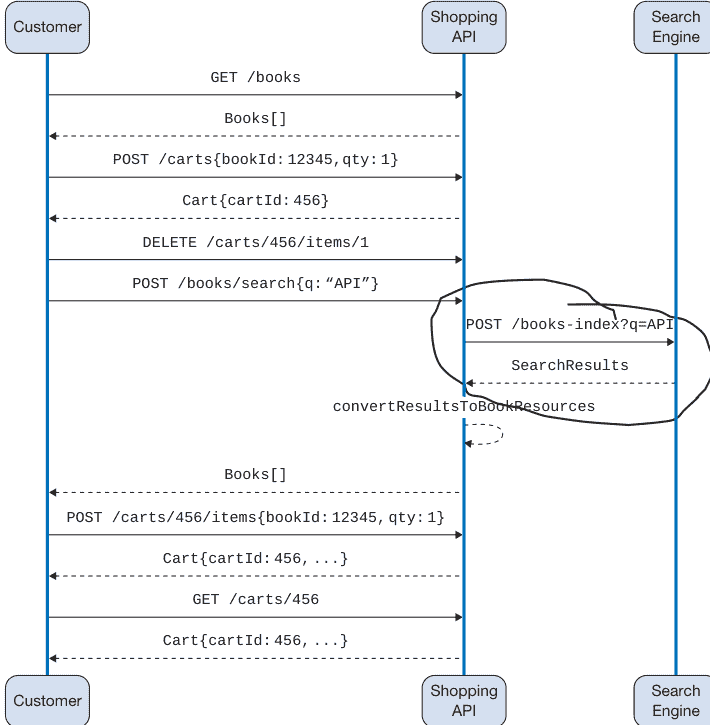 Customer
Shopping
API
Search
Engine
GET /books
Books[]
POST /carts{bookId:12345,qty:1}
Cart{cartId:456}
DELETE /carts/456/items/1
POST /books/search{q:“API”}
POST /books-index?q=API
SearchResults
convertResultsToBookResources
Books[]
POST /carts/456/items{bookId:12345,qty:1}
Cart{cartId:456,...}
GET /carts/456
Cart{cartId:456,...}
Customer
Shopping
API
Search
Engine